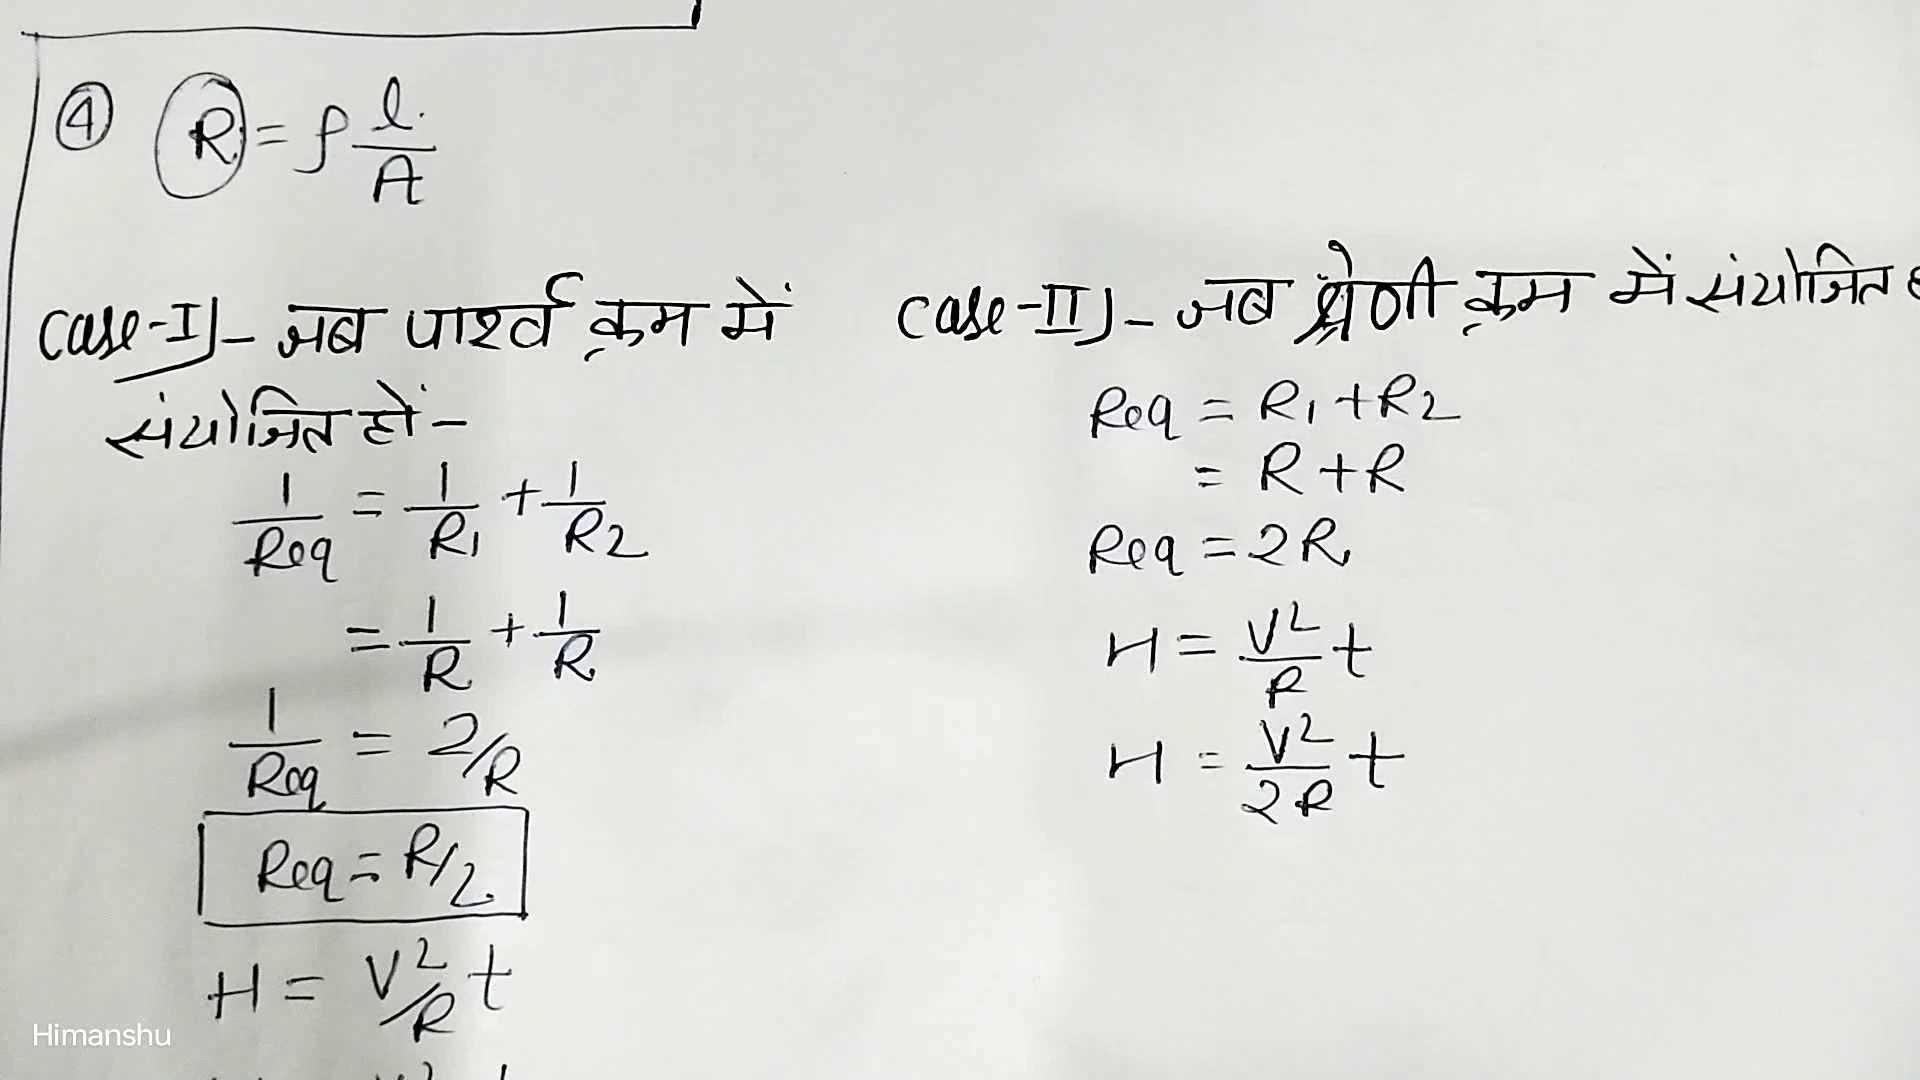 ④ R = ρ l/A
Case-I)- जब पार्श्व क्रम में
संयोजित हों -
1/Req = 1/R1 + 1/R2
= 1/R + 1/R
1/Req = 2/R
Req = R/2
H = V²/R t
Case-II)- जब श्रेणी क्रम में संयोजित
Req = R1 + R2
= R + R
Req = 2R
H = V²/R t
H = V²/2R t
Himanshu